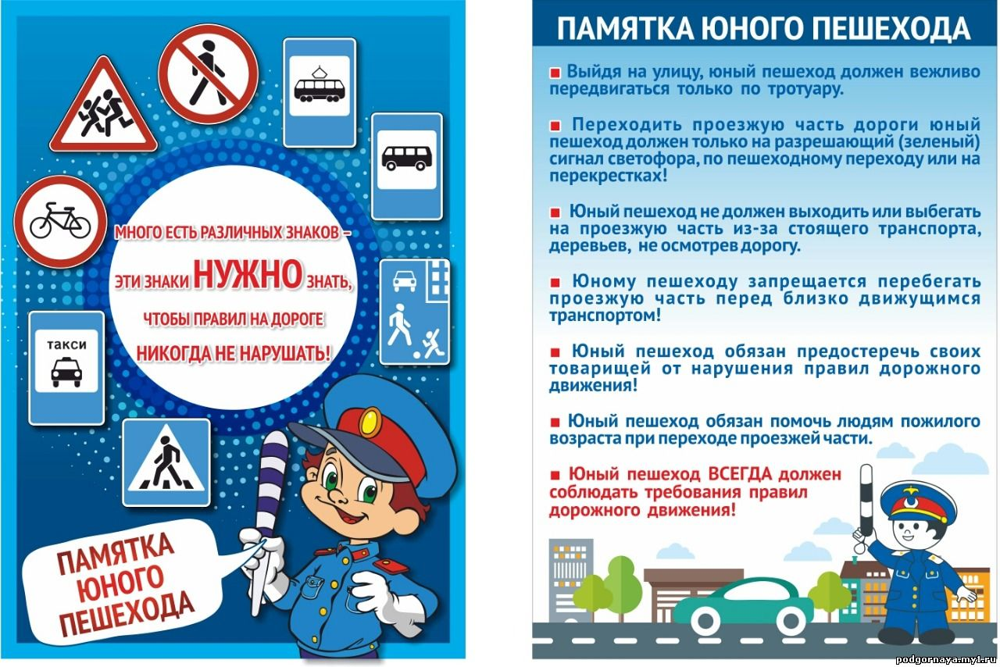 МНОГО ЕСТЬ РАЗЛИЧНЫХ ЗНАКОВ –
ЭТИ ЗНАКИ НУЖНО ЗНАТЬ,
ЧТОБЫ ПРАВИЛ НА ДОРОГЕ
НИКОГДА НЕ НАРУШАТЬ!
такси
ПАМЯТКА
ЮНОГО
ПЕШЕХОДА
ПАМЯТКА ЮНОГО ПЕШЕХОДА
Выйдя на улицу, юный пешеход должен вежливо
передвигаться только по тротуару.
Переходить проезжую часть дороги юный
пешеход должен только на разрешающий (зеленый)
сигнал светофора, по пешеходному переходу или на
перекрестках!
Юный пешеход не должен выходить или выбегать
на проезжую часть из-за стоящего транспорта,
деревьев, не осмотрев дорогу.
Юному пешеходу запрещается перебегать
проезжую часть перед близко движущимся
транспортом!
Юный пешеход обязан предостеречь своих
товарищей от нарушения правил дорожного
движения!
Юный пешеход обязан помочь людям пожилого
возраста при переходе проезжей части.
Юный пешеход ВСЕГДА должен
соблюдать требования правил
дорожного движения!
podgornaya.my1.ru